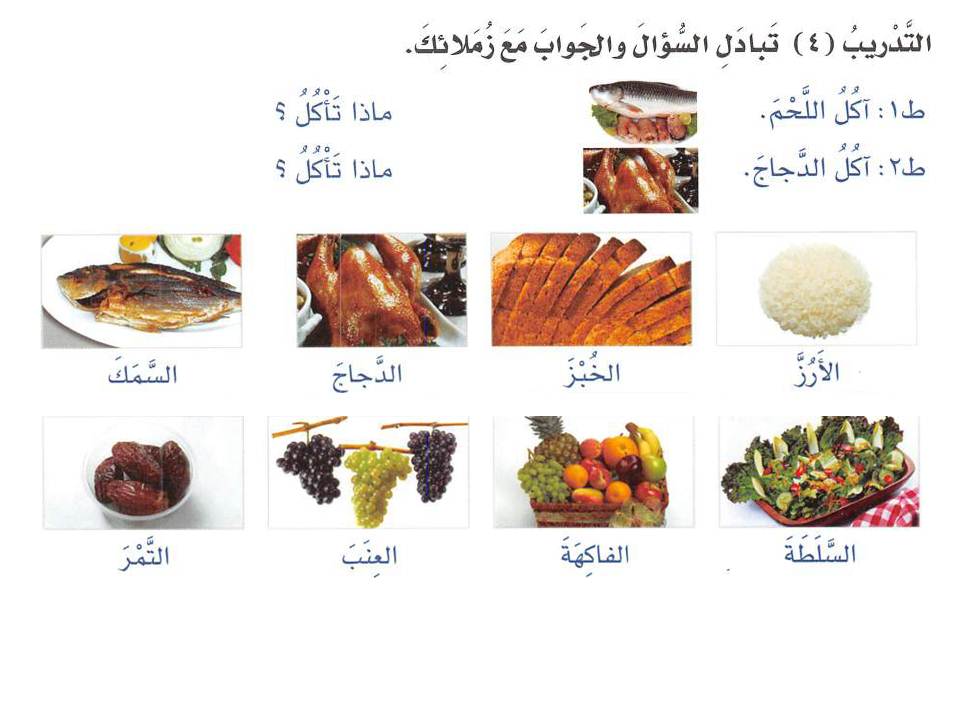 التَّدْريبُ (٤) تَبادَلِ السُّؤالَ والجَوابَ مَعَ زُمَلائِكَ.
ط١: آكُلُ اللَّحْمَ. ماذا تَأْكُلُ ؟
ط٢: آكُلُ الدَّجاجَ. ماذا تَأْكُلُ ؟
الأَرُزَّ الخُبْزَ الدَّجاجَ السَّمَكَ
السَّلَطَةَ الفاكِهَةَ العِنَبَ التَّمْرَ